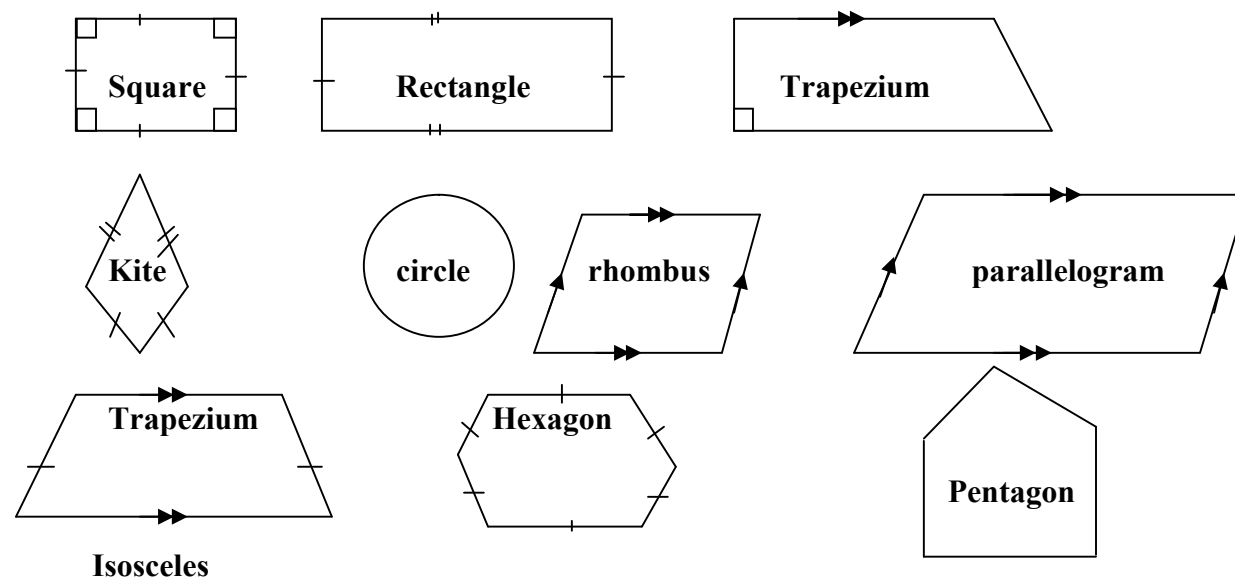 Square
Rectangle
Trapezium
Kite
circle
rhombus
parallelogram
Trapezium
Hexagon
Pentagon
Isosceles